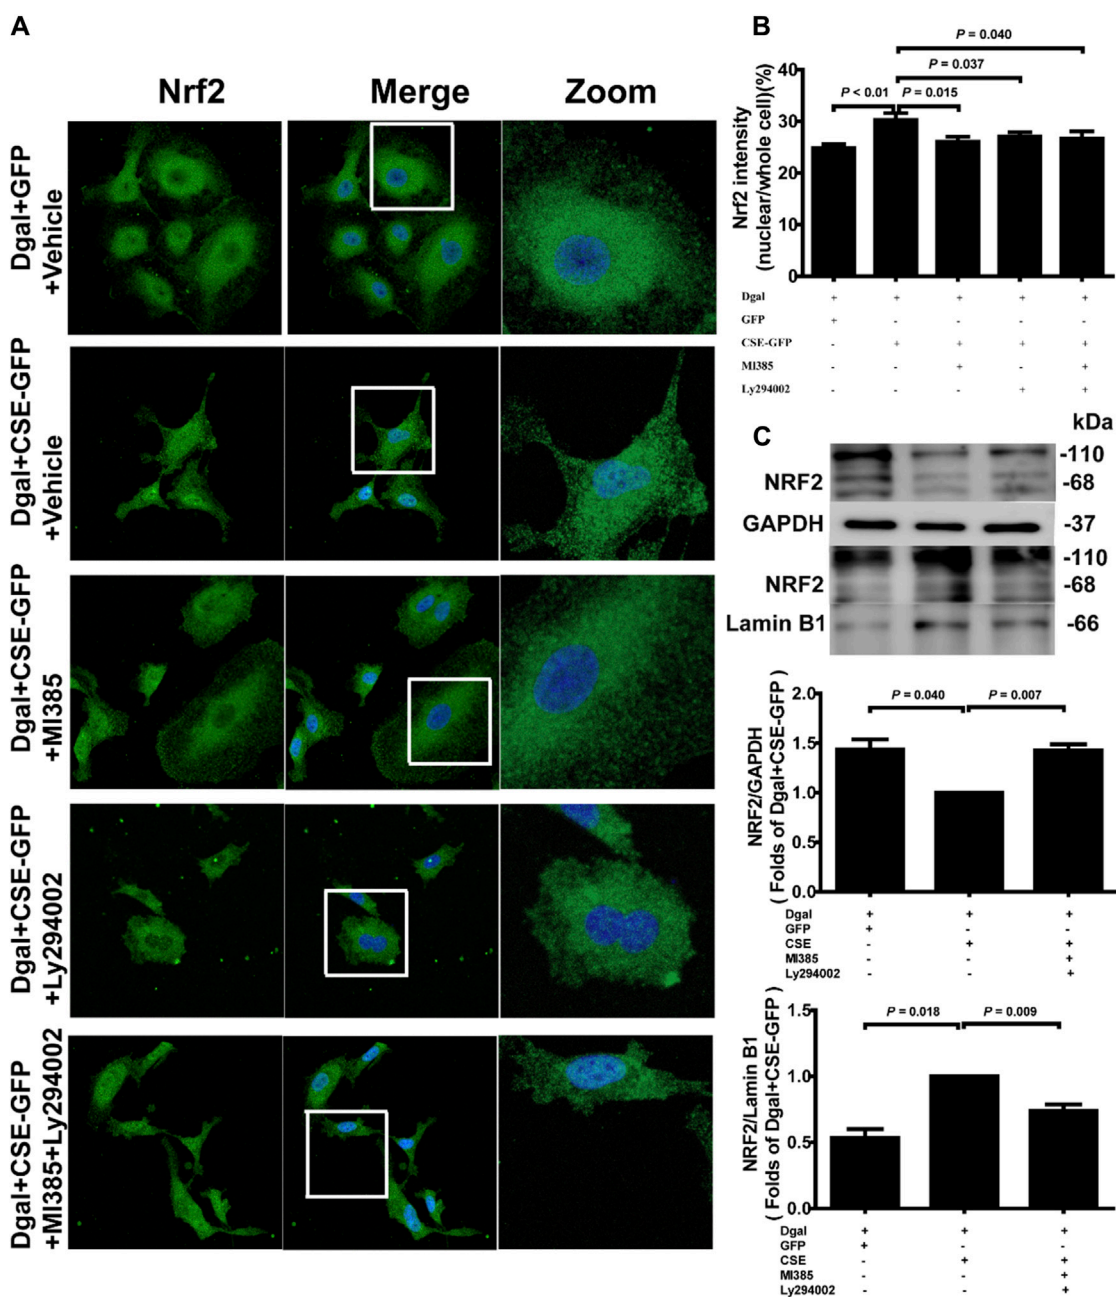 A
Nrf2 Merge Zoom
Dgal+GFP
+Vehicle
Dgal+CSE-GFP
+Vehicle
Dgal+CSE-GFP
+MI385
Dgal+CSE-GFP
+Ly294002
Dgal+CSE-GFP
+MI385+Ly294002
B
P = 0.040
P = 0.037
P < 0.01 P = 0.015
Nrf2 intensity
(nuclear/whole cell)(%)
40
30
20
10
0
Dgal + + + + +
GFP + - - - -
CSE-GFP - + + + +
MI385 - - + - +
Ly294002 - - - + +
C
kDa
NRF2 -110
-68
GAPDH -37
NRF2 -110
-68
Lamin B1 -66
NRF2/GAPDH
( Folds of Dgal+CSE-GFP )
2.0
1.5
1.0
0.5
0.0
P = 0.040 P = 0.007
Dgal + + +
GFP + - -
CSE - + +
MI385 - - +
Ly294002 - - +
NRF2/Lamin B1
( Folds of Dgal+CSE-GFP )
1.5
1.0
0.5
0.0
P = 0.018 P = 0.009
Dgal + + +
GFP + - -
CSE - + +
MI385 - - +
Ly294002 - - +